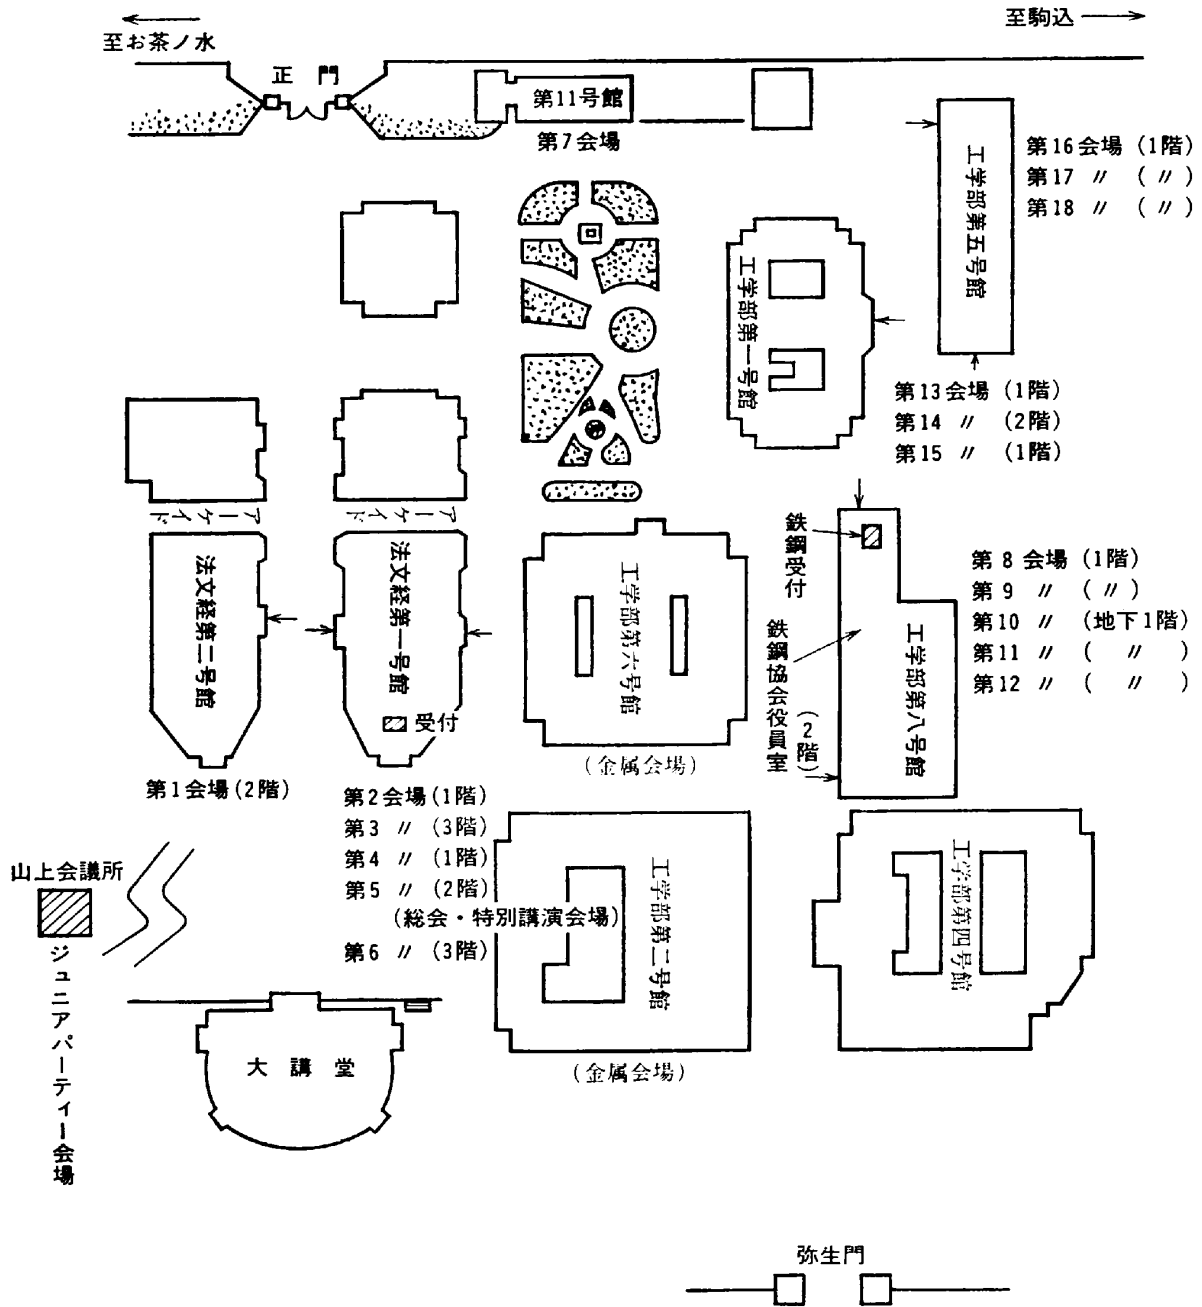 至お茶ノ水
至駒込
正門
第11号館
第7会場
工学部第五号館
第16会場（1階）
第17 〃 （〃）
第18 〃 （〃）
工学部第一号館
第13会場（1階）
第14 〃 （2階）
第15 〃 （1階）
アーケイド
アーケイド
法文経第二号館
法文経第一号館
受付
工学部第六号館
（金属会場）
鉄鋼受付
鉄鋼協会役員室（2階）
工学部第八号館
第8会場（1階）
第9 〃 （〃）
第10 〃 （地下1階）
第11 〃 （ 〃 ）
第12 〃 （ 〃 ）
第1会場（2階）
第2会場（1階）
第3 〃 （3階）
第4 〃 （1階）
第5 〃 （2階）
（総会・特別講演会場）
第6 〃 （3階）
工学部第二号館
（金属会場）
工学部第四号館
山上会議所
ジュニアパーティー会場
大講堂
弥生門